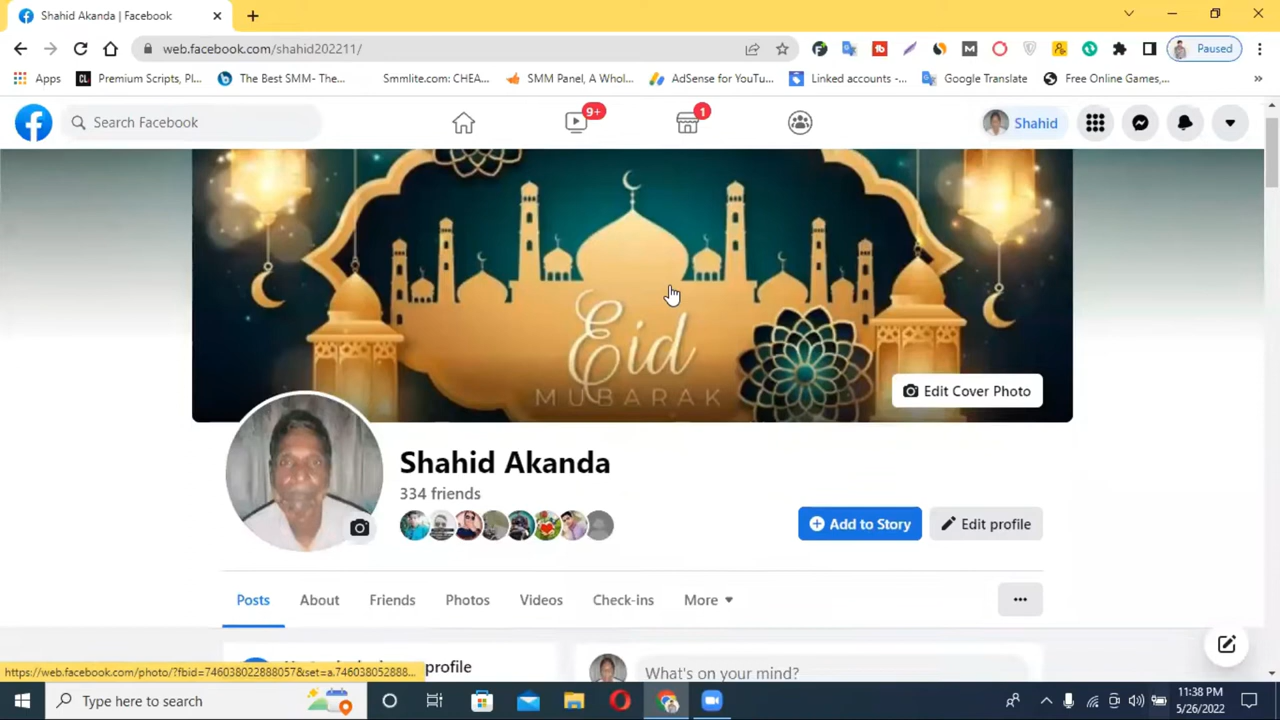 Shahid Akanda | Facebook
web.facebook.com/shahid202211/
Paused
Apps
Premium Scripts, Pl...
The Best SMM- The...
Smmlite.com: CHEA...
SMM Panel, A Whol...
AdSense for YouTu...
Linked accounts -...
Google Translate
Free Online Games,...
Search Facebook
9+
1
Shahid
Eid
MUBARAK
Edit Cover Photo
Shahid Akanda
334 friends
Add to Story
Edit profile
Posts
About
Friends
Photos
Videos
Check-ins
More
profile
What's on your mind?
https://web.facebook.com/photo/?fbid=746038022888057&set=a.746038052888...
Type here to search
11:38 PM
5/26/2022